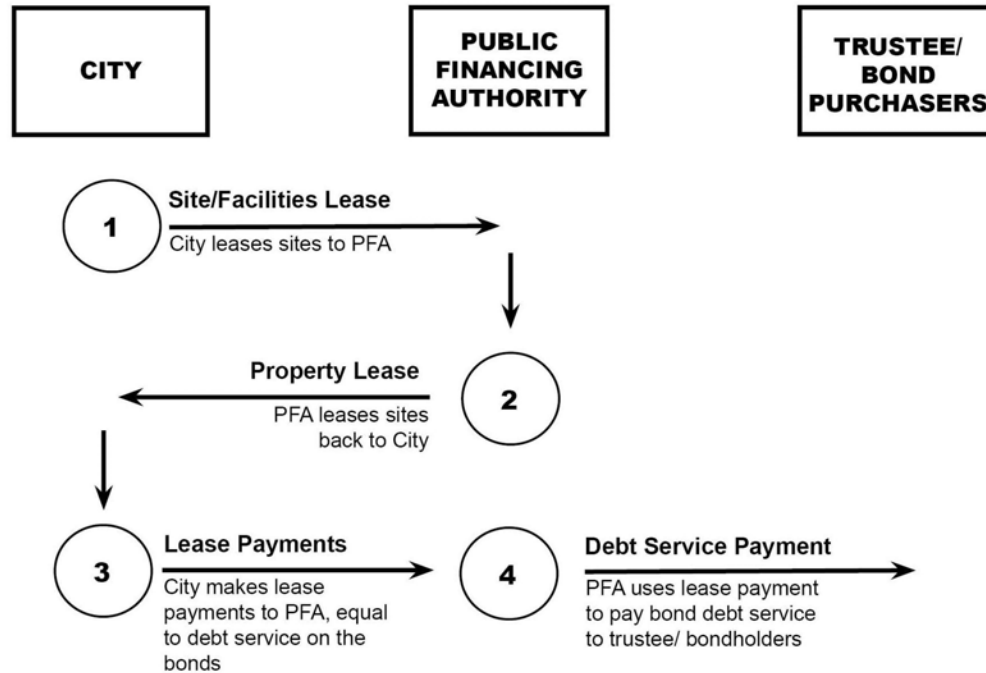 CITY
PUBLIC
FINANCING
AUTHORITY
TRUSTEE/
BOND
PURCHASERS
1
Site/Facilities Lease
City leases sites to PFA
Property Lease
PFA leases sites
back to City
2
3
Lease Payments
City makes lease
payments to PFA, equal
to debt service on the
bonds
4
Debt Service Payment
PFA uses lease payment
to pay bond debt service
to trustee/ bondholders